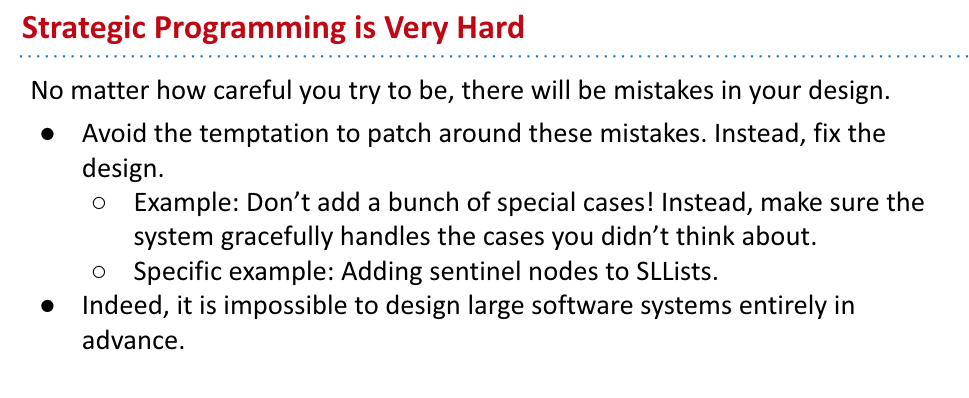 Strategic Programming is Very Hard
No matter how careful you try to be, there will be mistakes in your design.
● Avoid the temptation to patch around these mistakes. Instead, fix the
design.
○ Example: Don’t add a bunch of special cases! Instead, make sure the
system gracefully handles the cases you didn’t think about.
○ Specific example: Adding sentinel nodes to SLLists.
● Indeed, it is impossible to design large software systems entirely in
advance.